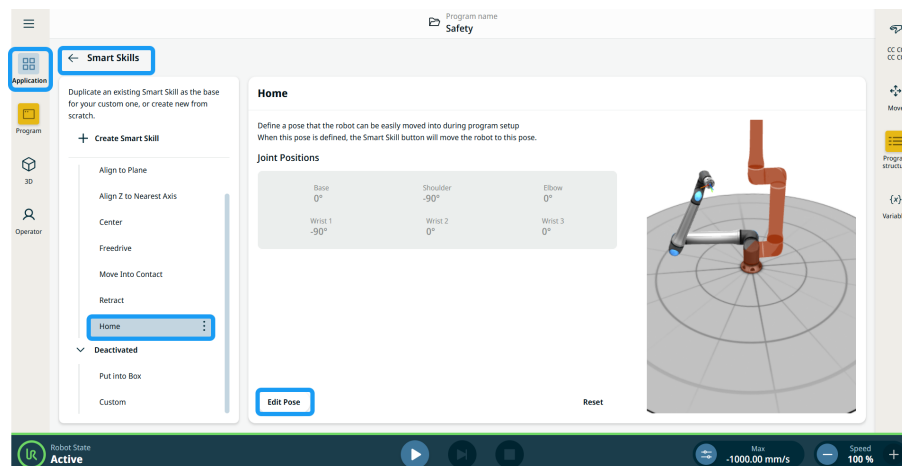 Program name
Safety
Application
Program
3D
Operator
Smart Skills
Duplicate an existing Smart Skill as the base
for your custom one, or create new from
scratch.
Create Smart Skill
Align to Plane
Align Z to Nearest Axis
Center
Freedrive
Move Into Contact
Retract
Home
Deactivated
Put into Box
Custom
Home
Define a pose that the robot can be easily moved into during program setup
When this pose is defined, the Smart Skill button will move the robot to this pose.
Joint Positions
Base Shoulder Elbow
0° -90° 0°
Wrist 1 Wrist 2 Wrist 3
-90° 0° 0°
Edit Pose
Reset
Move
{x}
UR
Robot State
Active
Max
-1000.00 mm/s
Speed
100 %